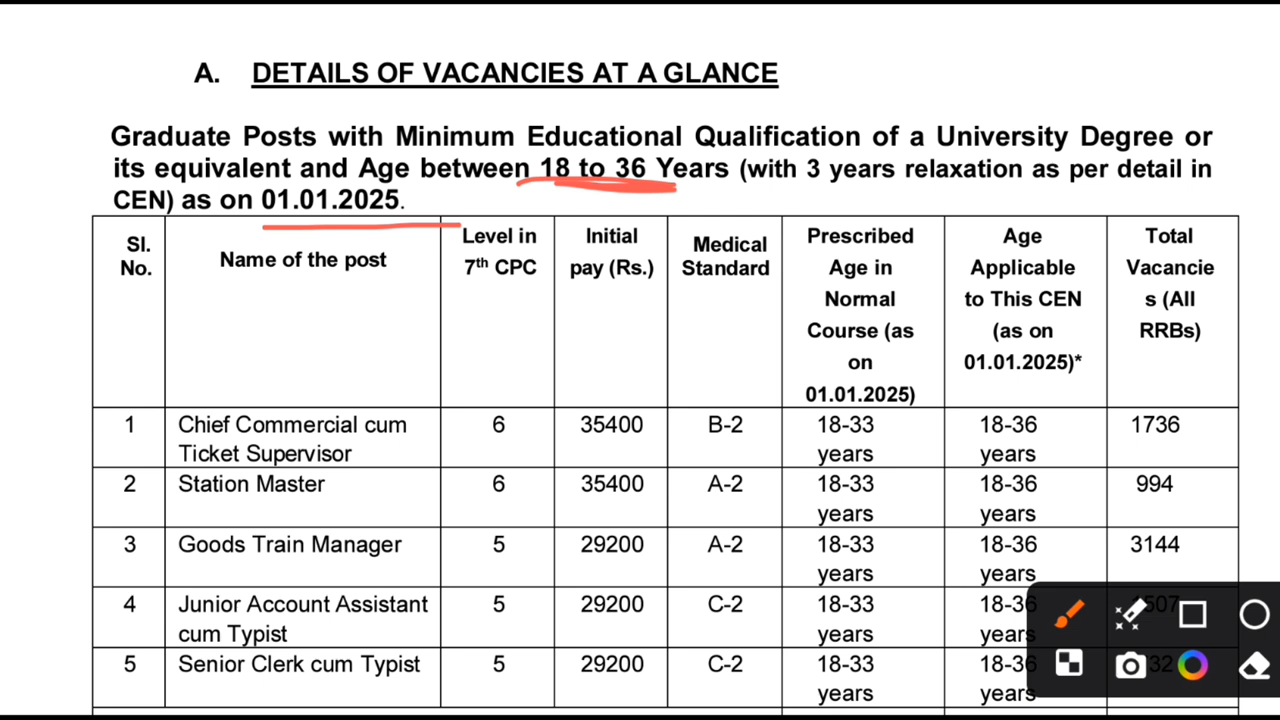 A. DETAILS OF VACANCIES AT A GLANCE
Graduate Posts with Minimum Educational Qualification of a University Degree or
its equivalent and Age between 18 to 36 Years (with 3 years relaxation as per detail in
CEN) as on 01.01.2025.
Sl. No. Name of the post Level in 7th CPC Initial pay (Rs.) Medical Standard Prescribed Age in Normal Course (as on 01.01.2025) Age Applicable to This CEN (as on 01.01.2025)* Total Vacancie s (All RRBs)
1 Chief Commercial cum Ticket Supervisor 6 35400 B-2 18-33 years 18-36 years 1736
2 Station Master 6 35400 A-2 18-33 years 18-36 years 994
3 Goods Train Manager 5 29200 A-2 18-33 years 18-36 years 3144
4 Junior Account Assistant cum Typist 5 29200 C-2 18-33 years 18-36 years
5 Senior Clerk cum Typist 5 29200 C-2 18-33 years 18-36 years